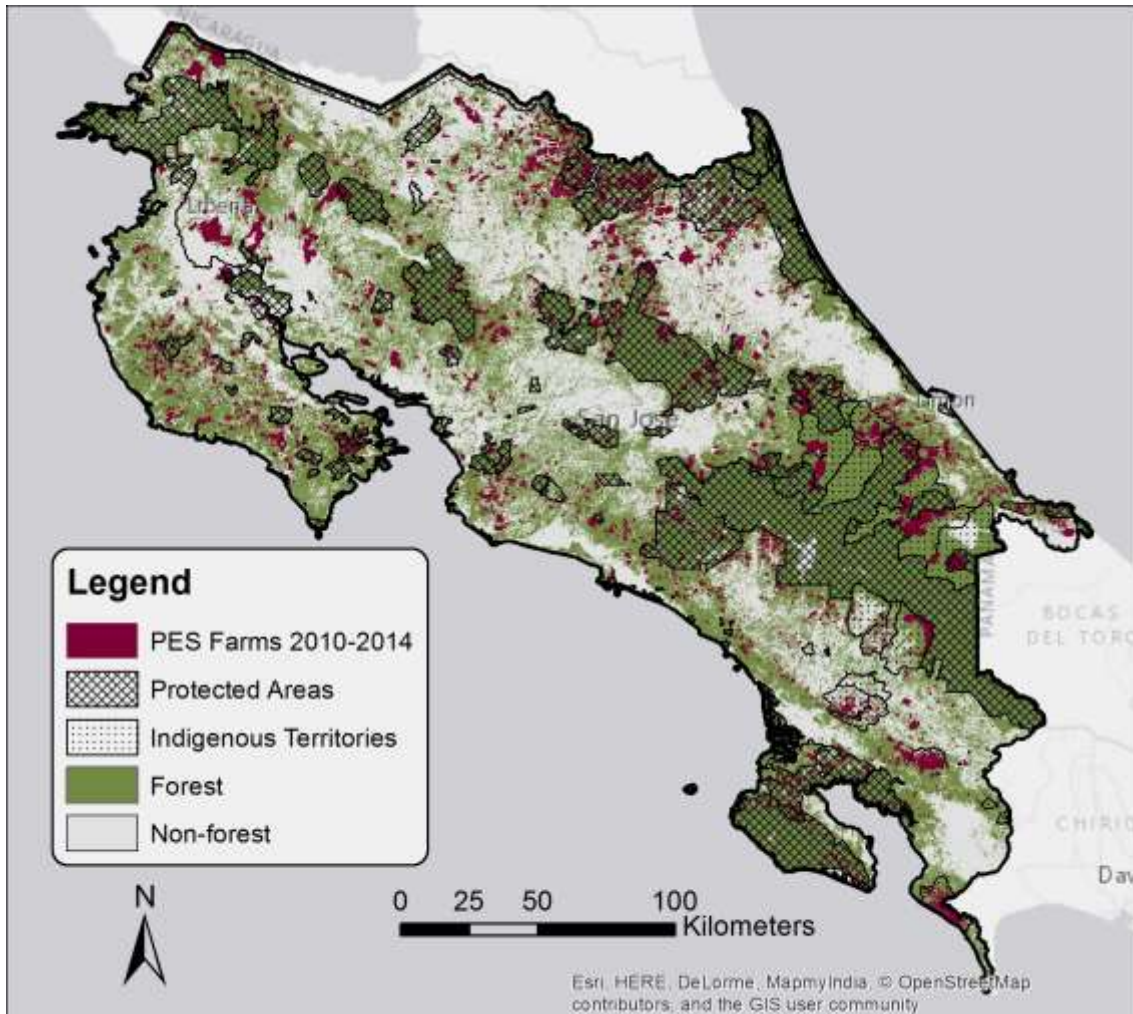 NICARAGUA
Liberia
San José
Limon
PANAMA
BOCAS
DEL TORO
CHIRIQ
Dav
Legend
PES Farms 2010-2014
Protected Areas
Indigenous Territories
Forest
Non-forest
N
0 25 50 100
Kilometers
Esri, HERE, DeLorme, MapmyIndia, © OpenStreetMap
contributors, and the GIS user community